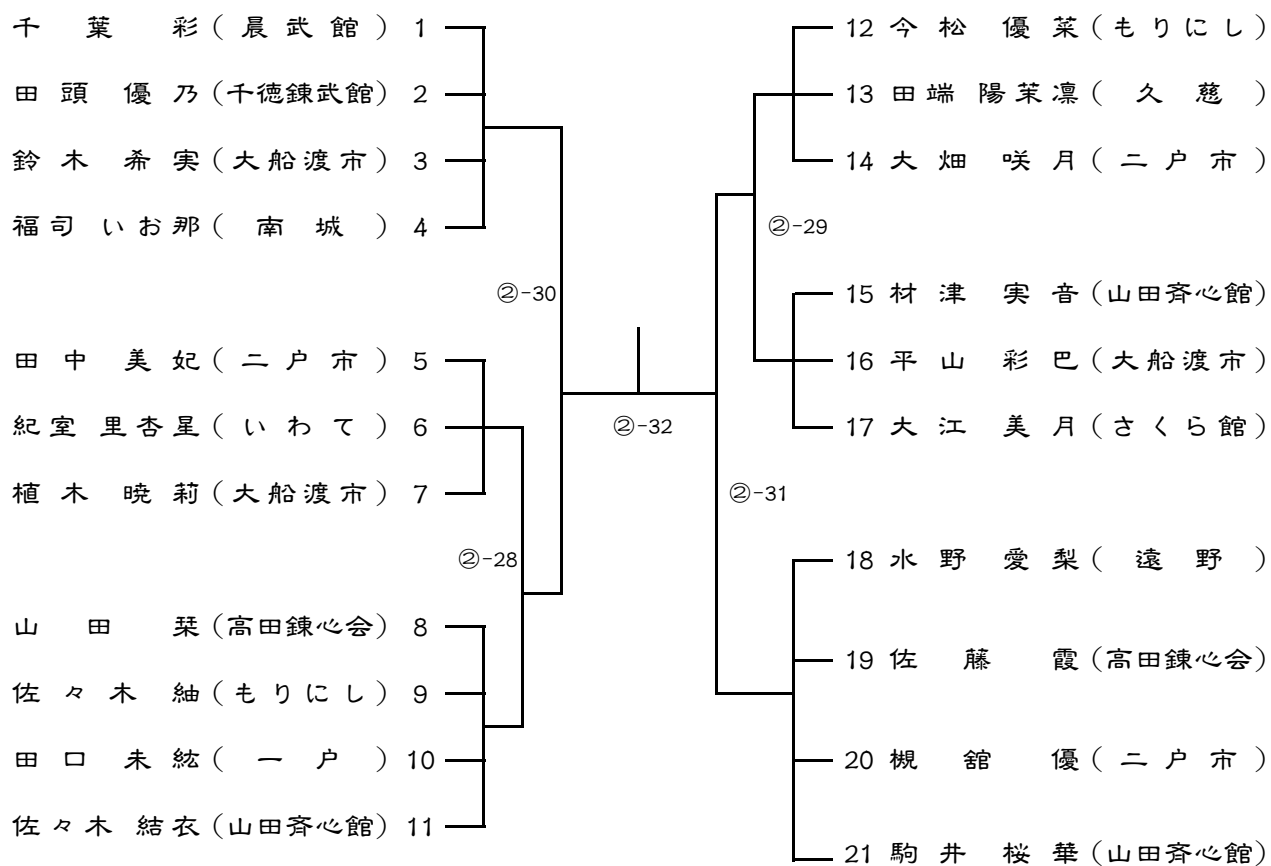 千葉 彩(晨武館) 1
田頭 優乃(千徳錬武館) 2
鈴木 希実(大船渡市) 3
福司 いお那(南城) 4
②-30
田中 美妃(二戸市) 5
紀室 里杏星(いわて) 6
植木 暁莉(大船渡市) 7
②-28
山田 栞(高田錬心会) 8
佐々木 紬(もりにし) 9
田口 未紘(一戸) 10
佐々木 結衣(山田斉心館) 11
②-32
12 今松 優菜(もりにし)
13 田端 陽茉凛(久慈)
14 大畑 咲月(二戸市)
②-29
15 材津 実音(山田斉心館)
16 平山 彩巴(大船渡市)
17 大江 美月(さくら館)
②-31
18 水野 愛梨(遠野)
19 佐藤 霞(高田錬心会)
20 槻舘 優(二戸市)
21 駒井 桜華(山田斉心館)